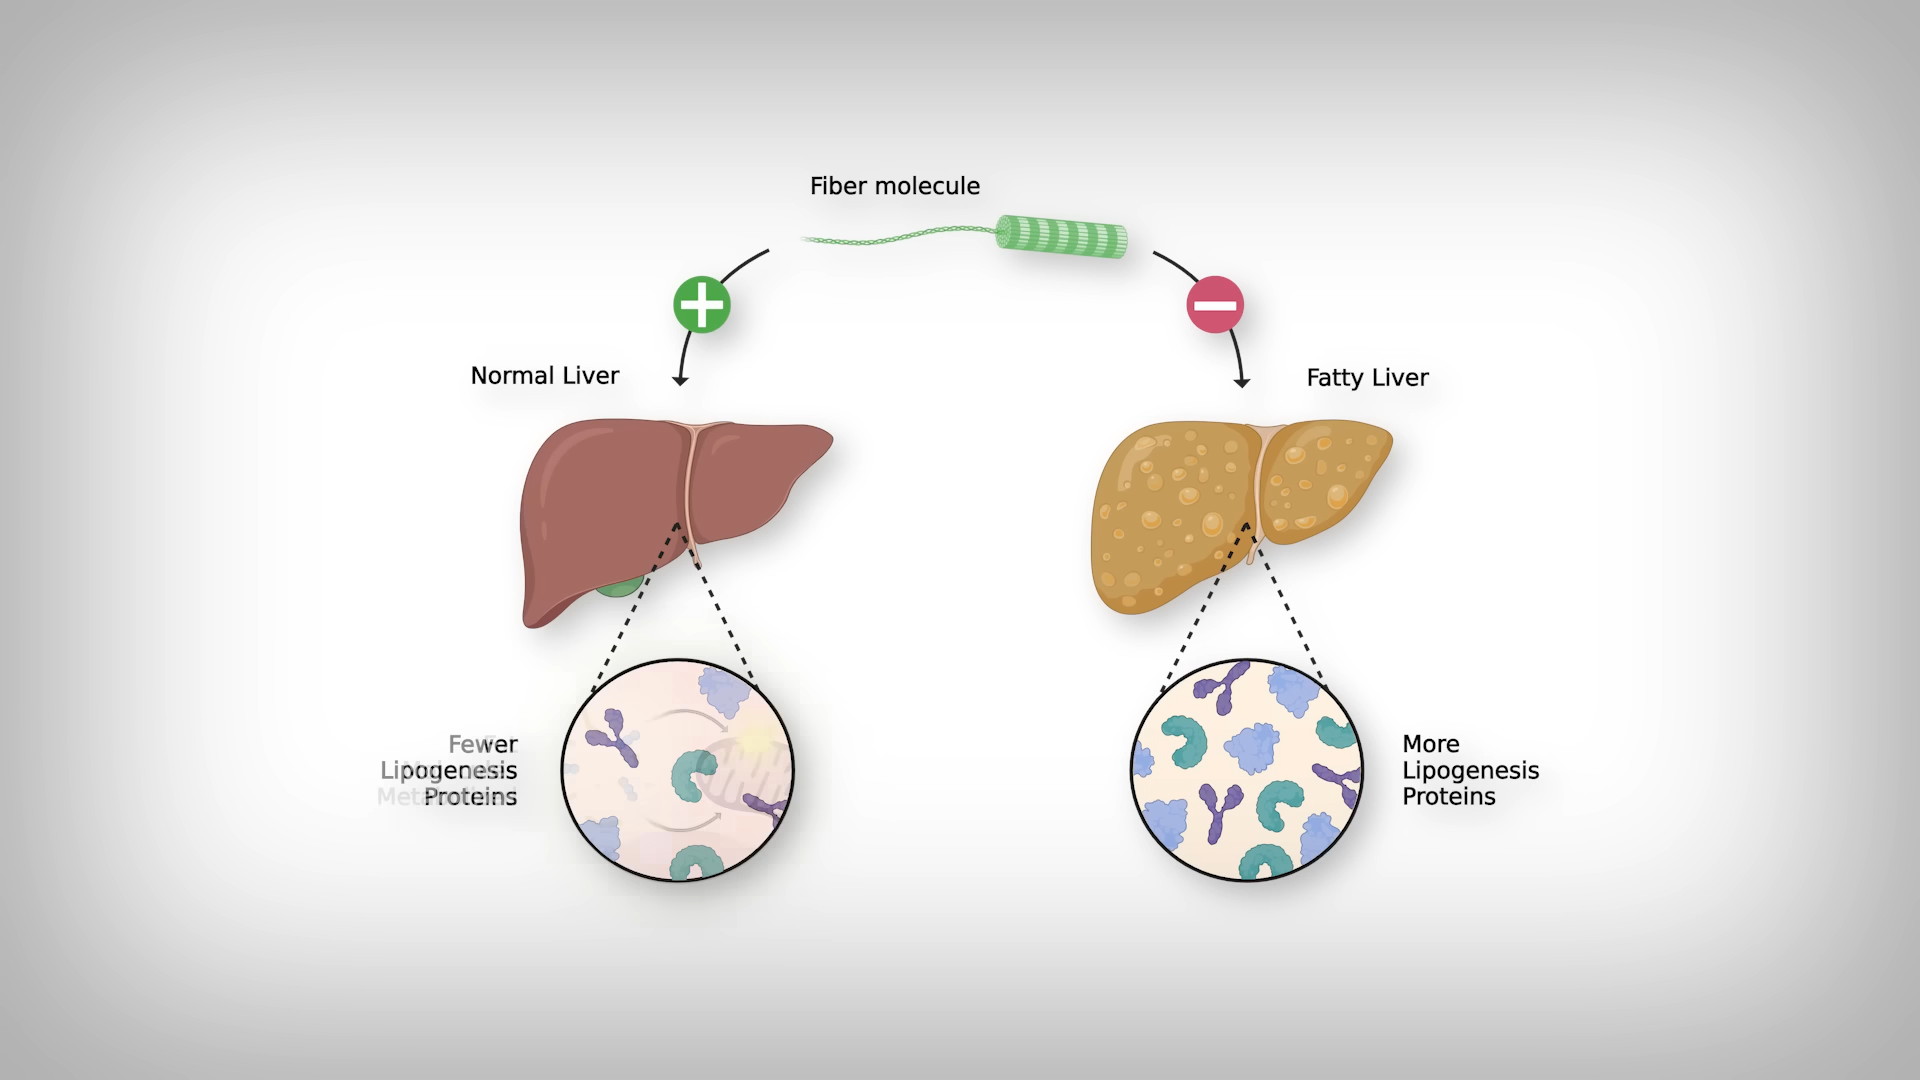 Fiber molecule
Normal Liver
Fatty Liver
Fewer
Lipogenesis
Proteins
More
Lipogenesis
Proteins